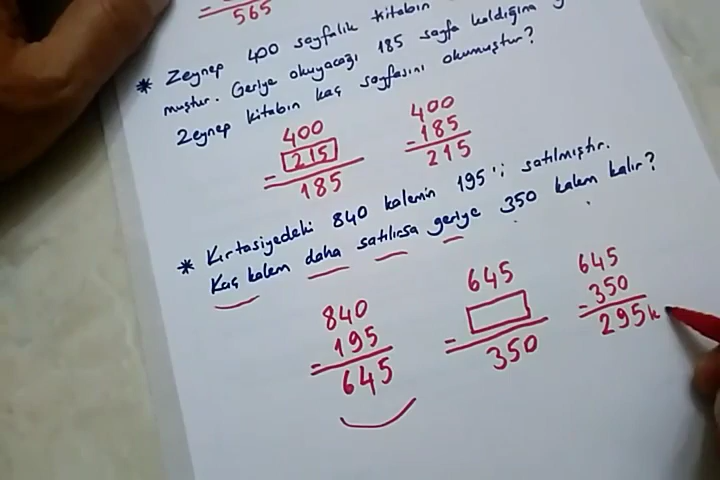 565
* Zeynep 400 sayfalık kitabın
muştur. Geriye okuyacağı 185 sayfa kaldığına
Zeynep kitabın kaç sayfasını okumuştur?
400
- 215
185
400
- 185
215
* Kırtasiyedeki 840 kalemin 195'i satılmıştır.
Kaç kalem daha satılırsa geriye 350 kalem kalır?
840
- 195
645
645
-
350
645
- 350
295k